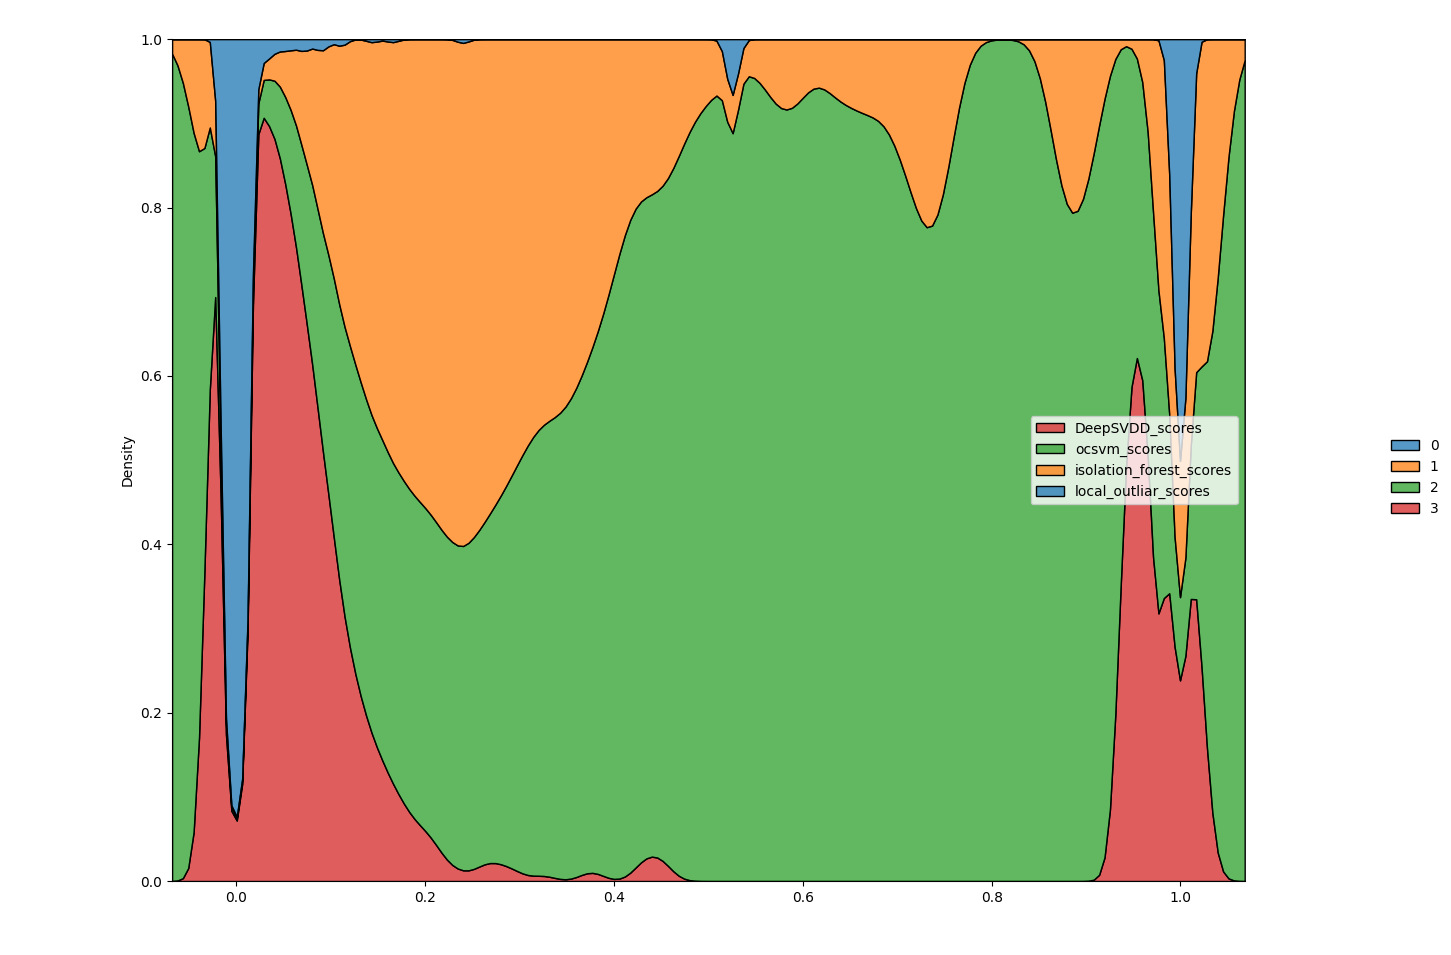 1.0
0.8
0.6
0.4
0.2
0.0
Density
0.0 0.2 0.4 0.6 0.8 1.0
DeepSVDD_scores
ocsvm_scores
isolation_forest_scores
local_outliar_scores
0
1
2
3